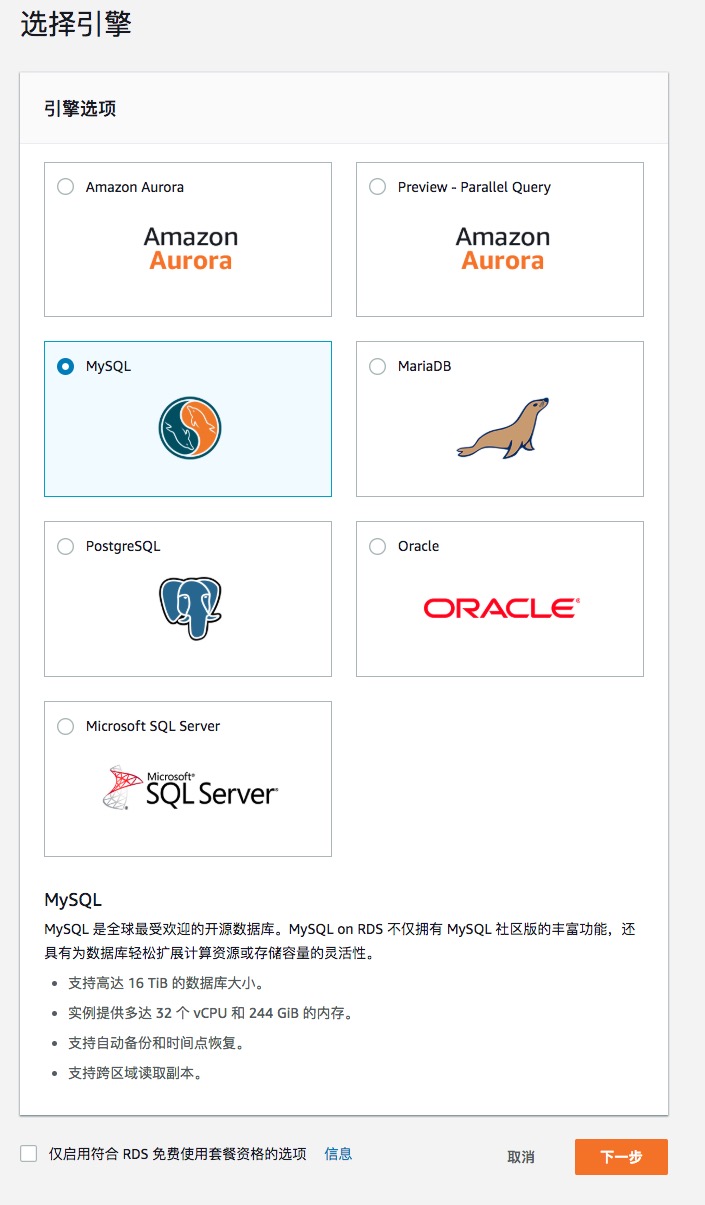 选择引擎
引擎选项
Amazon Aurora
Amazon
Aurora
Preview - Parallel Query
Amazon
Aurora
MySQL
MariaDB
PostgreSQL
Oracle
ORACLE®
Microsoft SQL Server
Microsoft®
SQL Server®
MySQL
MySQL 是全球最受欢迎的开源数据库。MySQL on RDS 不仅拥有 MySQL 社区版的丰富功能，还
具有为数据库轻松扩展计算资源或存储容量的灵活性。
• 支持高达 16 TiB 的数据库大小。
• 实例提供多达 32 个 vCPU 和 244 GiB 的内存。
• 支持自动备份和时间点恢复。
• 支持跨区域读取副本。
仅启用符合 RDS 免费使用套餐资格的选项 信息
取消
下一步